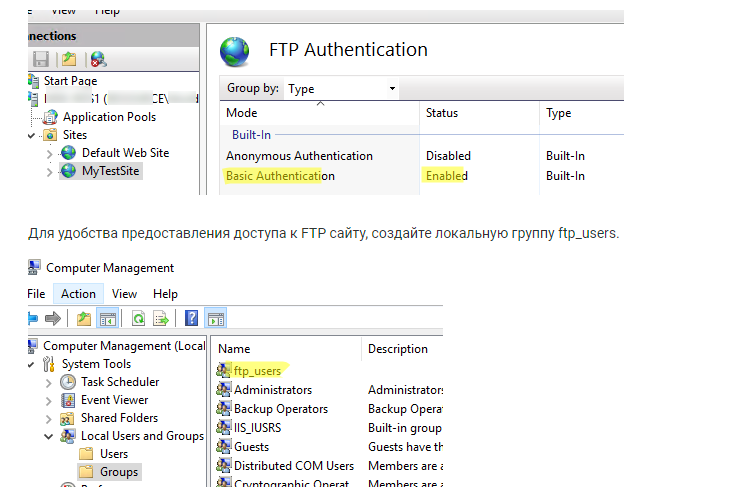 View Help
nnections
FTP Authentication
Start Page
Group by: Type
Application Pools
Mode Status Type
Sites
Built-In
Default Web Site
Anonymous Authentication Disabled Built-In
MyTestSite
Basic Authentication Enabled Built-In
Для удобства предоставления доступа к FTP сайту, создайте локальную группу ftp_users.
Computer Management
File Action View Help
Computer Management (Local
Name Description
System Tools
ftp_users
Task Scheduler
Administrators Administrators
Event Viewer
Backup Operators Backup Opera
Shared Folders
IIS_IUSRS Built-in group
Local Users and Groups
Guests Guests have th
Users
Distributed COM Users Members are a
Groups
Cryptographic Operat Members are a